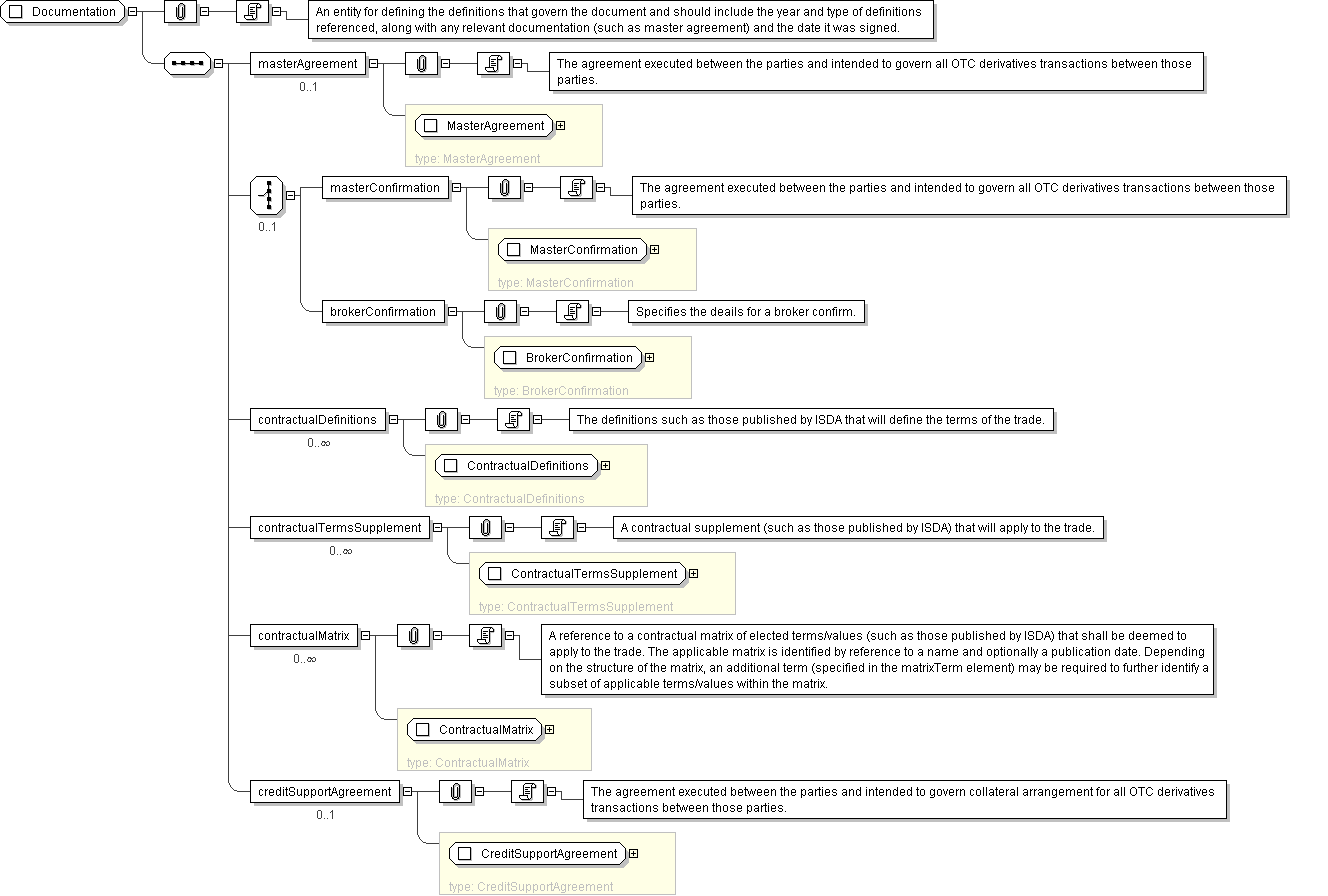 Documentation
An entity for defining the definitions that govern the document and should include the year and type of definitions
referenced, along with any relevant documentation (such as master agreement) and the date it was signed.
masterAgreement
0..1
The agreement executed between the parties and intended to govern all OTC derivatives transactions between those
parties.
MasterAgreement
type: MasterAgreement
0..1
masterConfirmation
The agreement executed between the parties and intended to govern all OTC derivatives transactions between those
parties.
MasterConfirmation
type: MasterConfirmation
brokerConfirmation
Specifies the deails for a broker confirm.
BrokerConfirmation
type: BrokerConfirmation
contractualDefinitions
0..∞
The definitions such as those published by ISDA that will define the terms of the trade.
ContractualDefinitions
type: ContractualDefinitions
contractualTermsSupplement
0..∞
A contractual supplement (such as those published by ISDA) that will apply to the trade.
ContractualTermsSupplement
type: ContractualTermsSupplement
contractualMatrix
0..∞
A reference to a contractual matrix of elected terms/values (such as those published by ISDA) that shall be deemed to
apply to the trade. The applicable matrix is identified by reference to a name and optionally a publication date. Depending
on the structure of the matrix, an additional term (specified in the matrixTerm element) may be required to further identify a
subset of applicable terms/values within the matrix.
ContractualMatrix
type: ContractualMatrix
creditSupportAgreement
0..1
The agreement executed between the parties and intended to govern collateral arrangement for all OTC derivatives
transactions between those parties.
CreditSupportAgreement
type: CreditSupportAgreement